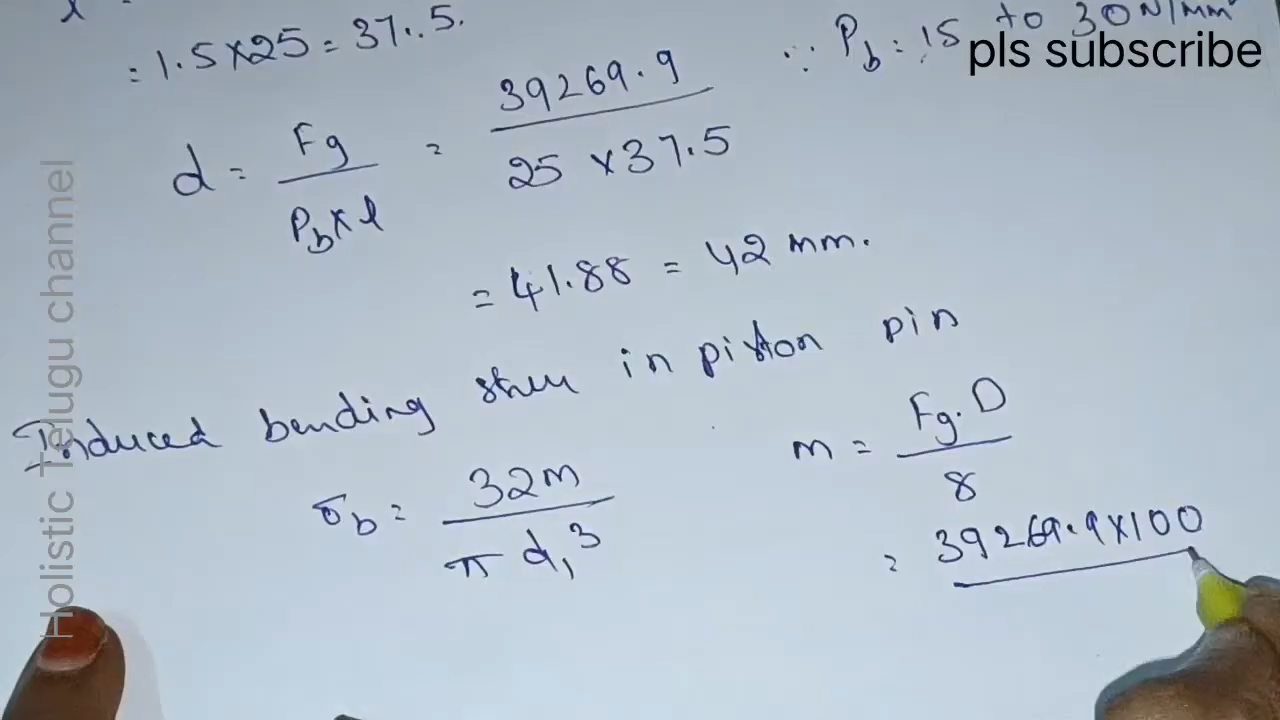 = 1.5×25 = 37.5.
∵ Pb = 15 to 30N/mm²
pls subscribe
d = Fg / Pb×l = 39269.9 / 25 ×37.5
= 41.88 = 42 mm.
Induced bending stress in piston pin
σb = 32m / π d₁³
m = Fg.D / 8
= 39269.9×100
Holistic Telugu channel